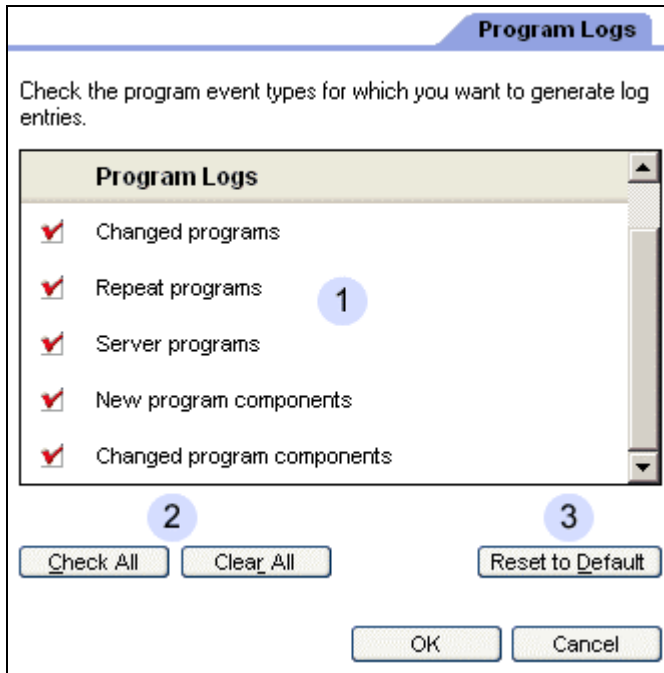 Program Logs
Check the program event types for which you want to generate log
entries.
Program Logs
Changed programs
Repeat programs
1
Server programs
New program components
Changed program components
2
3
Check All
Clear All
Reset to Default
OK
Cancel